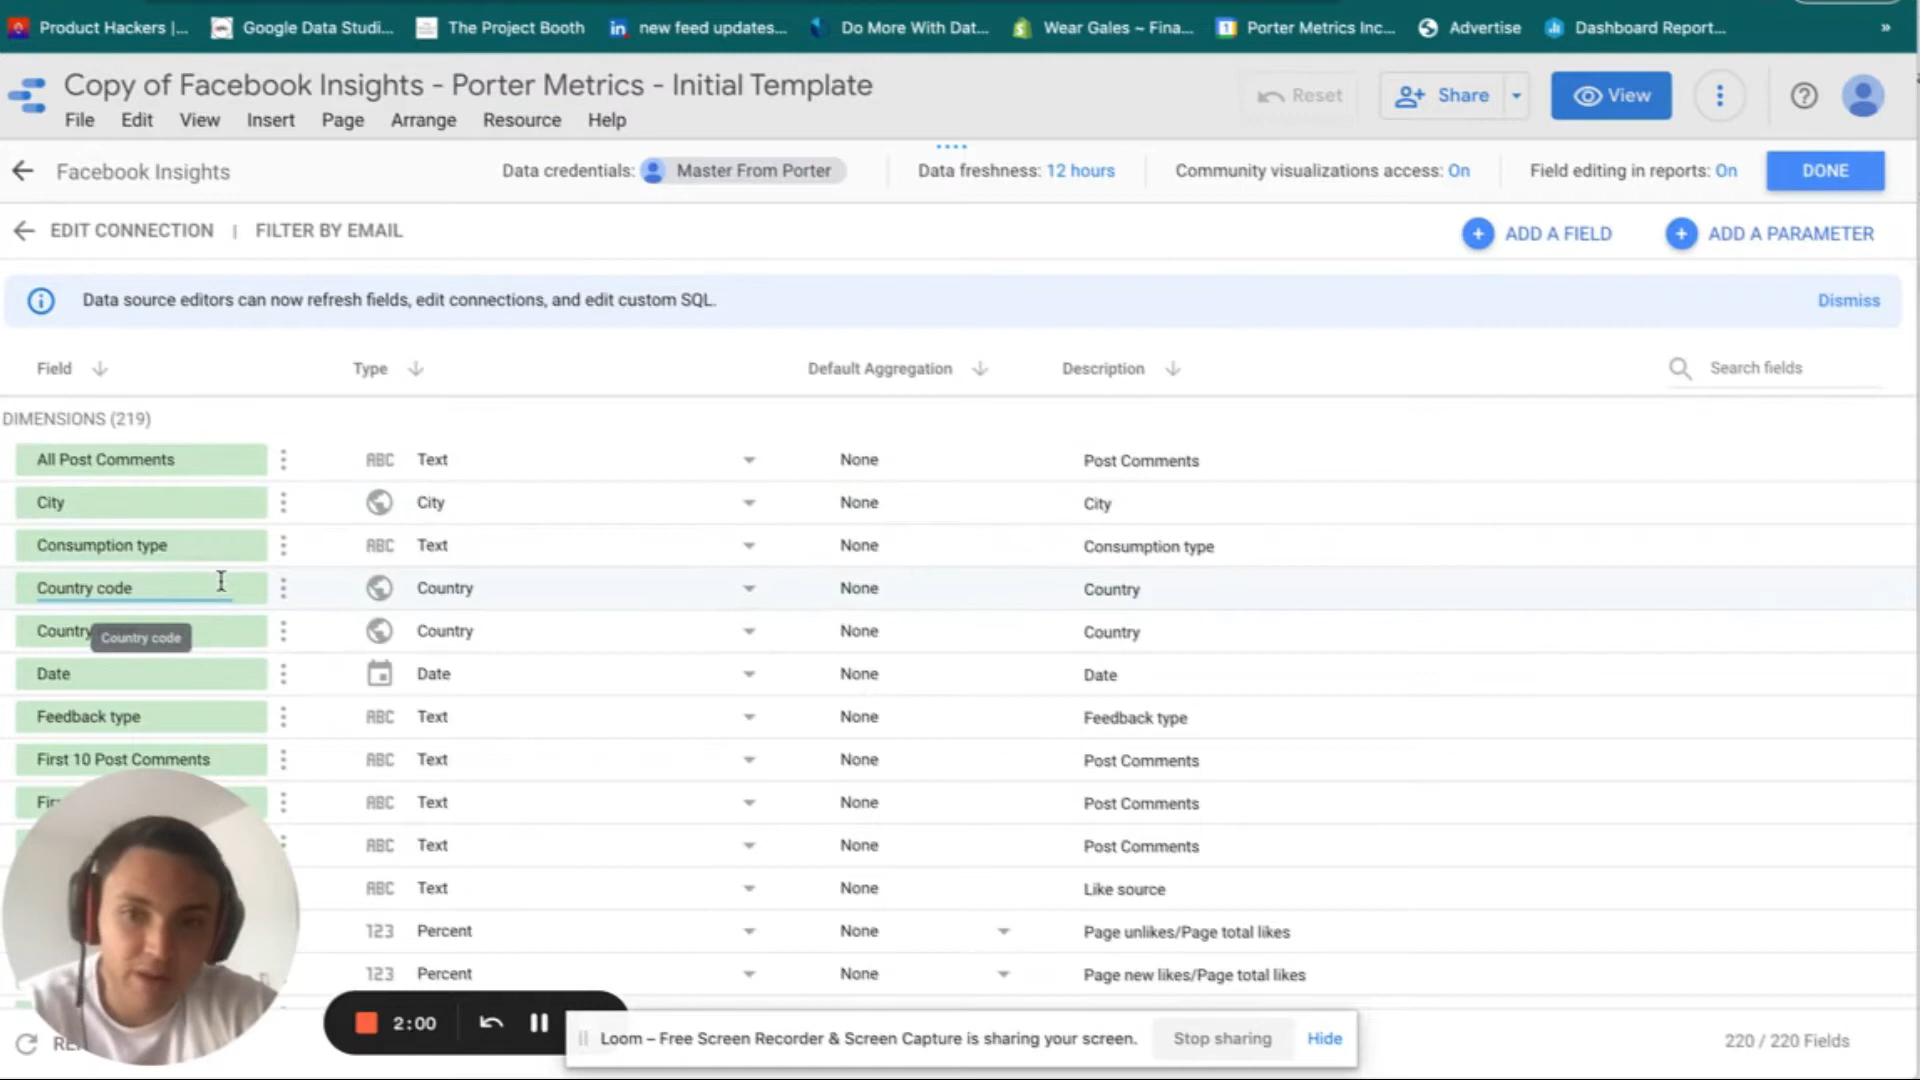 Product Hackers |...
Google Data Studi...
The Project Booth
new feed updates...
Do More With Dat...
Wear Gales ~ Fina...
Porter Metrics Inc...
Advertise
Dashboard Report...
»
Copy of Facebook Insights - Porter Metrics - Initial Template
Reset
Share
View
File Edit View Insert Page Arrange Resource Help
Facebook Insights
Data credentials: Master From Porter
Data freshness: 12 hours
Community visualizations access: On
Field editing in reports: On
DONE
EDIT CONNECTION | FILTER BY EMAIL
ADD A FIELD
ADD A PARAMETER
Data source editors can now refresh fields, edit connections, and edit custom SQL.
Dismiss
Field Type Default Aggregation Description Search fields
DIMENSIONS (219)
All Post Comments ABC Text None Post Comments
City City None City
Consumption type ABC Text None Consumption type
Country code Country None Country
Country Country None Country
Country code
Date Date None Date
Feedback type ABC Text None Feedback type
First 10 Post Comments ABC Text None Post Comments
ABC Text None Post Comments
ABC Text None Post Comments
ABC Text None Like source
123 Percent None Page unlikes/Page total likes
123 Percent None Page new likes/Page total likes
2:00
Loom – Free Screen Recorder & Screen Capture is sharing your screen.
Stop sharing
Hide
220 / 220 Fields